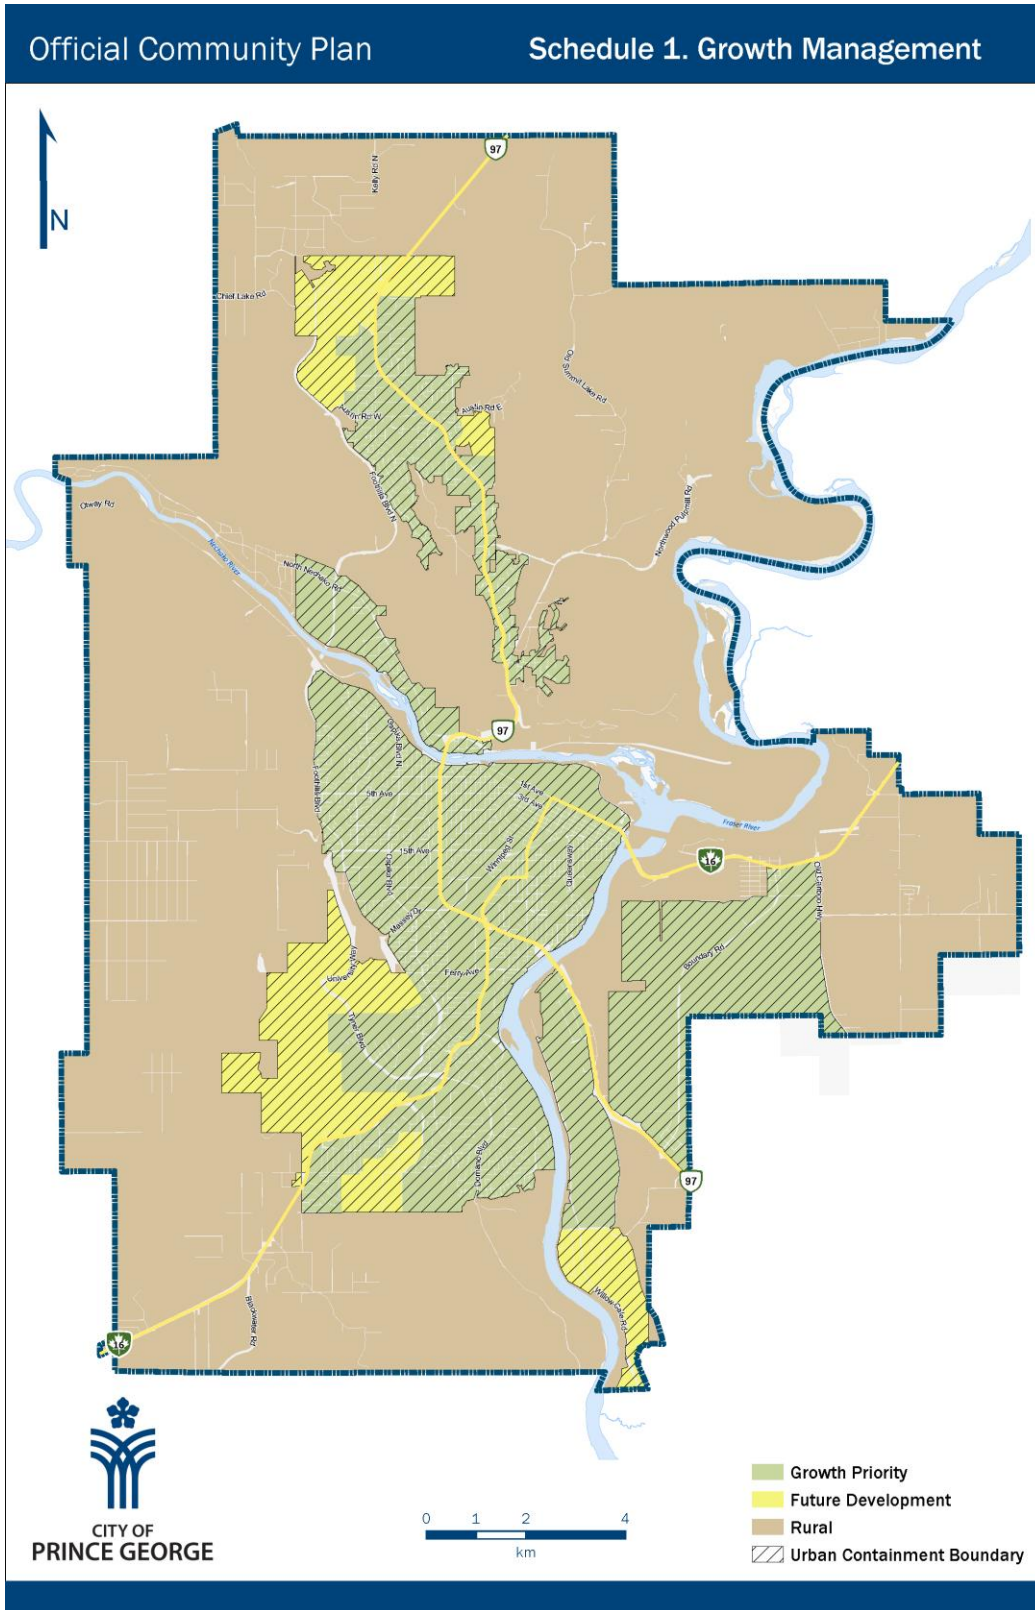 Official Community Plan
Schedule 1. Growth Management
N
97
Kelly Rd N
Chief Lake Rd
Old Summit Lake Rd
Austin Rd W
Austin Rd E
Foothills Blvd N
Northwood Pulpmill Rd
Otway Rd
Nechako River
North Nechako Rd
97
Ospika Blvd N
Foothills Blvd
5th Ave
1st Ave
3rd Ave
Fraser River
15th Ave
Winnipeg St
Queensway
16
Old Cariboo Hwy
Ospika Blvd
Massey Dr
Boundary Rd
University Way
Ferry Ave
Tyner Blvd
Domano Blvd
97
Willow Cale Rd
Blackwater Rd
16
CITY OF
PRINCE GEORGE
0 1 2 4
km
Growth Priority
Future Development
Rural
Urban Containment Boundary